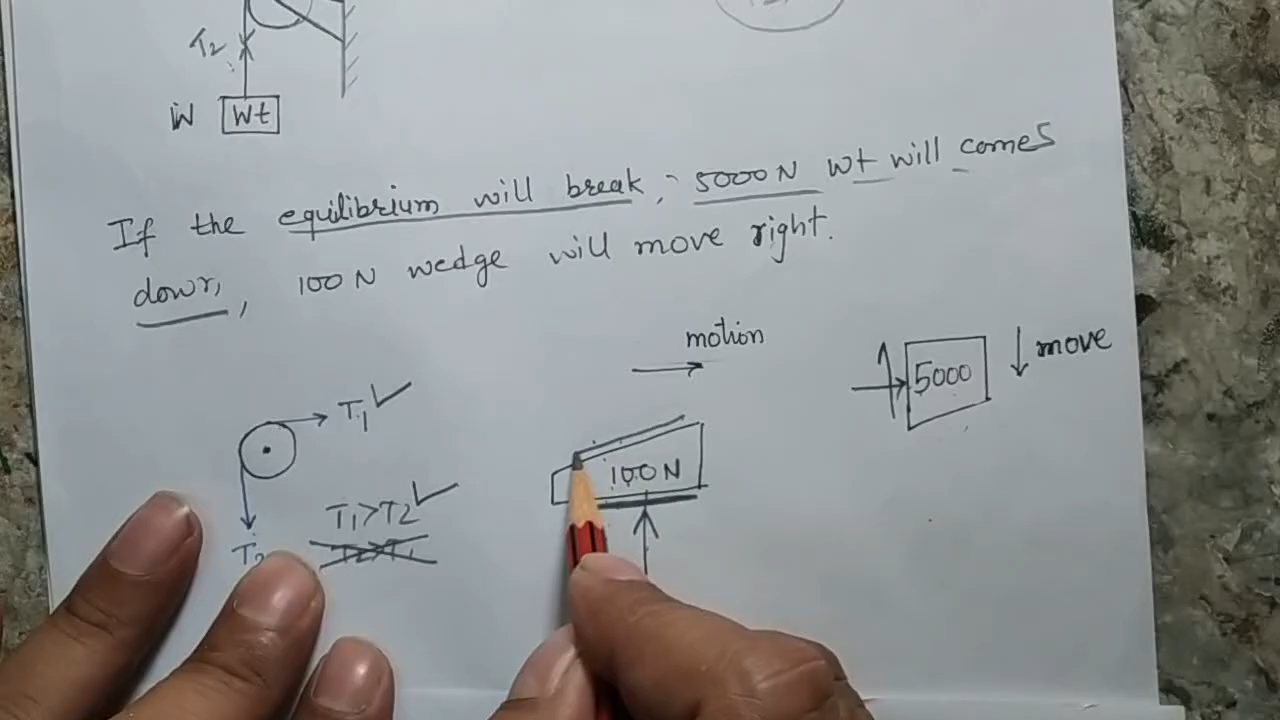 T2
W
Wt
If the equilibrium will break, 5000 N wt will comes
down, 100 N wedge will move right.
motion
5000
move
T1
100 N
T1>T2